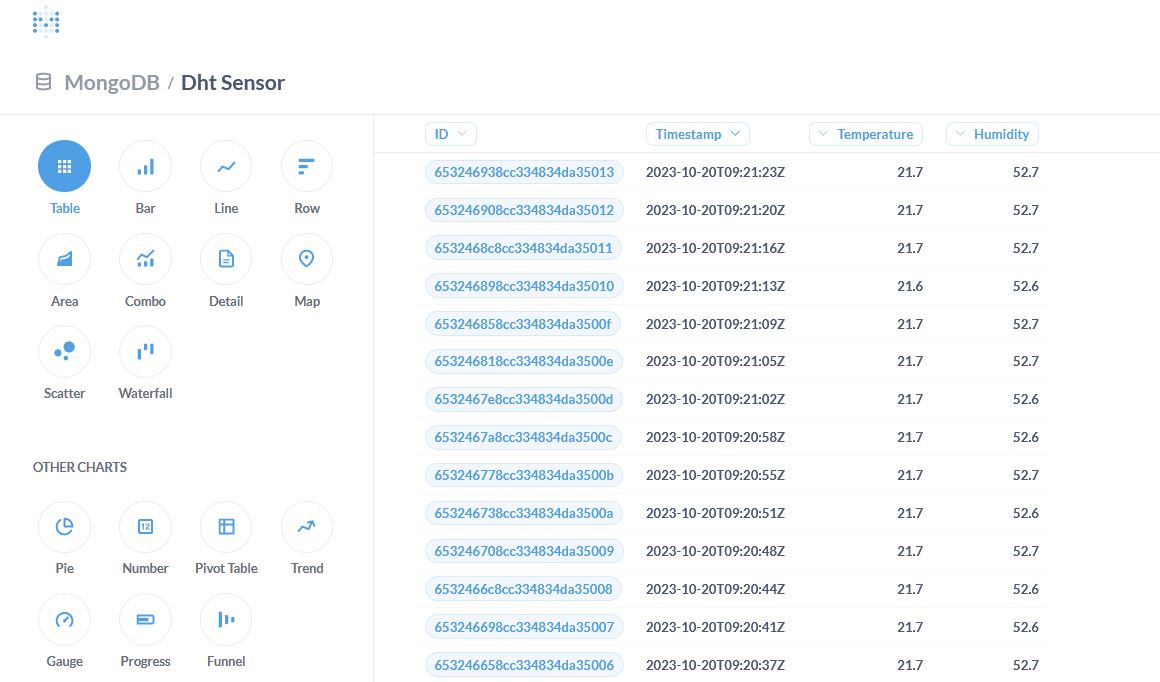 MongoDB / Dht Sensor
Table Bar Line Row
Area Combo Detail Map
Scatter Waterfall
OTHER CHARTS
12
Pie Number Pivot Table Trend
Gauge Progress Funnel
ID Timestamp Temperature Humidity
653246938cc334834da35013 2023-10-20T09:21:23Z 21.7 52.7
653246908cc334834da35012 2023-10-20T09:21:20Z 21.7 52.7
6532468c8cc334834da35011 2023-10-20T09:21:16Z 21.7 52.7
653246898cc334834da35010 2023-10-20T09:21:13Z 21.6 52.6
653246858cc334834da3500f 2023-10-20T09:21:09Z 21.7 52.7
653246818cc334834da3500e 2023-10-20T09:21:05Z 21.7 52.7
6532467e8cc334834da3500d 2023-10-20T09:21:02Z 21.7 52.6
6532467a8cc334834da3500c 2023-10-20T09:20:58Z 21.7 52.6
653246778cc334834da3500b 2023-10-20T09:20:55Z 21.7 52.7
653246738cc334834da3500a 2023-10-20T09:20:51Z 21.7 52.6
653246708cc334834da35009 2023-10-20T09:20:48Z 21.7 52.7
6532466c8cc334834da35008 2023-10-20T09:20:44Z 21.7 52.6
653246698cc334834da35007 2023-10-20T09:20:41Z 21.7 52.6
653246658cc334834da35006 2023-10-20T09:20:37Z 21.7 52.7